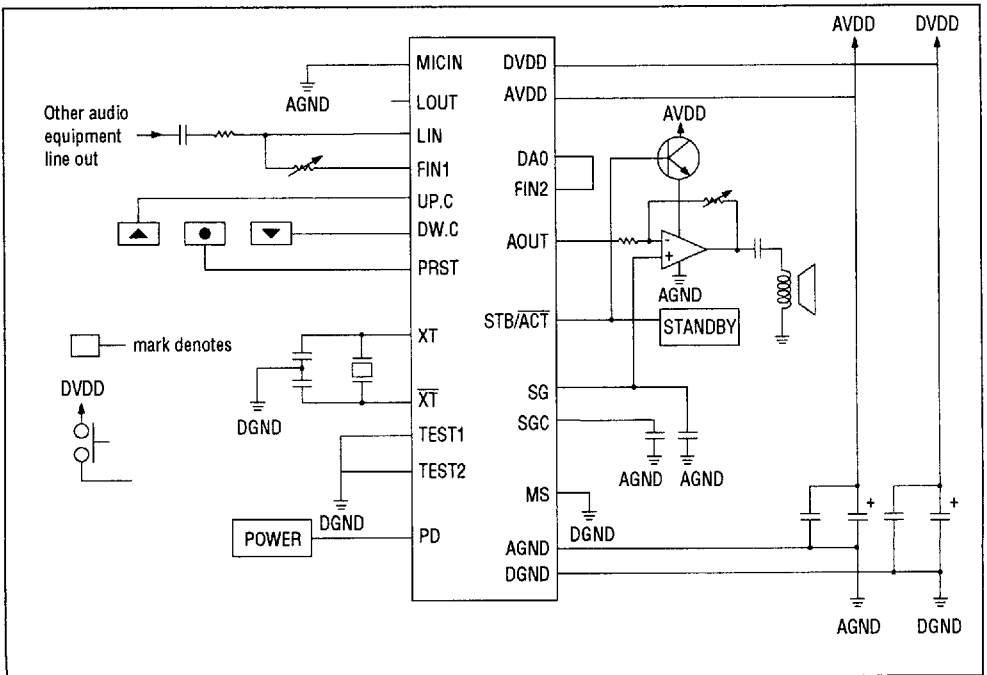 AVDD
DVDD
MICIN
AGND
LOUT
Other audio
equipment
line out
LIN
FIN1
UP.C
DW.C
PRST
XT
mark denotes
DVDD
DGND
X̅T̅
TEST1
TEST2
DGND
POWER
PD
DVDD
AVDD
AVDD
DA0
FIN2
AOUT
-
+
AGND
STB/A̅C̅T̅
STANDBY
SG
SGC
AGND
AGND
MS
DGND
AGND
DGND
+
+
AGND
DGND